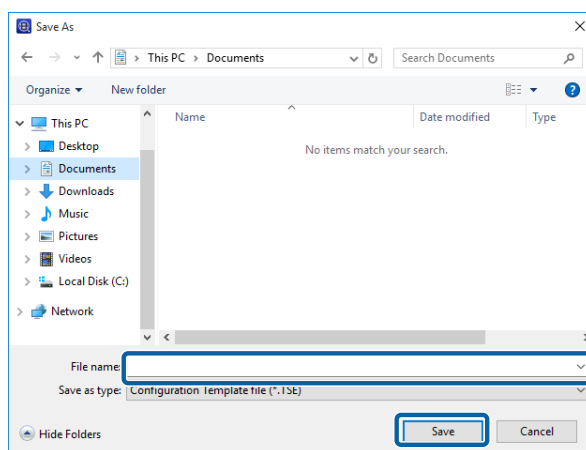 Save As
This PC > Documents
Search Documents
Organize
New folder
Name
Date modified
Type
This PC
No items match your search.
Desktop
Documents
Downloads
Music
Pictures
Videos
Local Disk (C:)
Network
File name:
Save as type: Configuration Template file (*.TSE)
Hide Folders
Save
Cancel